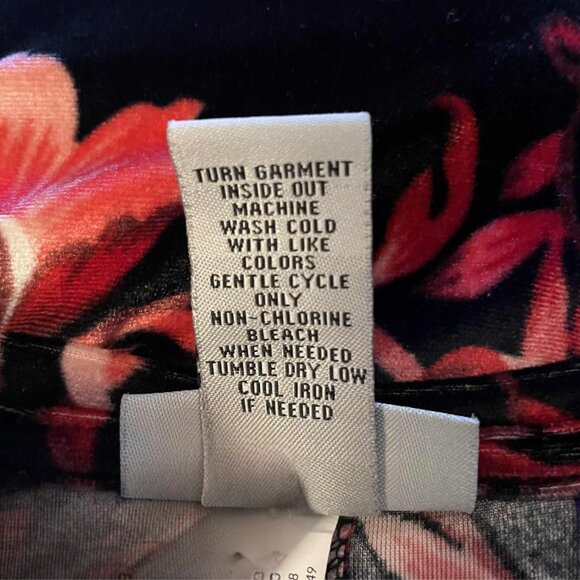 TURN GARMENT
INSIDE OUT
MACHINE
WASH COLD
WITH LIKE
COLORS
GENTLE CYCLE
ONLY
NON-CHLORINE
BLEACH
WHEN NEEDED
TUMBLE DRY LOW
COOL IRON
IF NEEDED